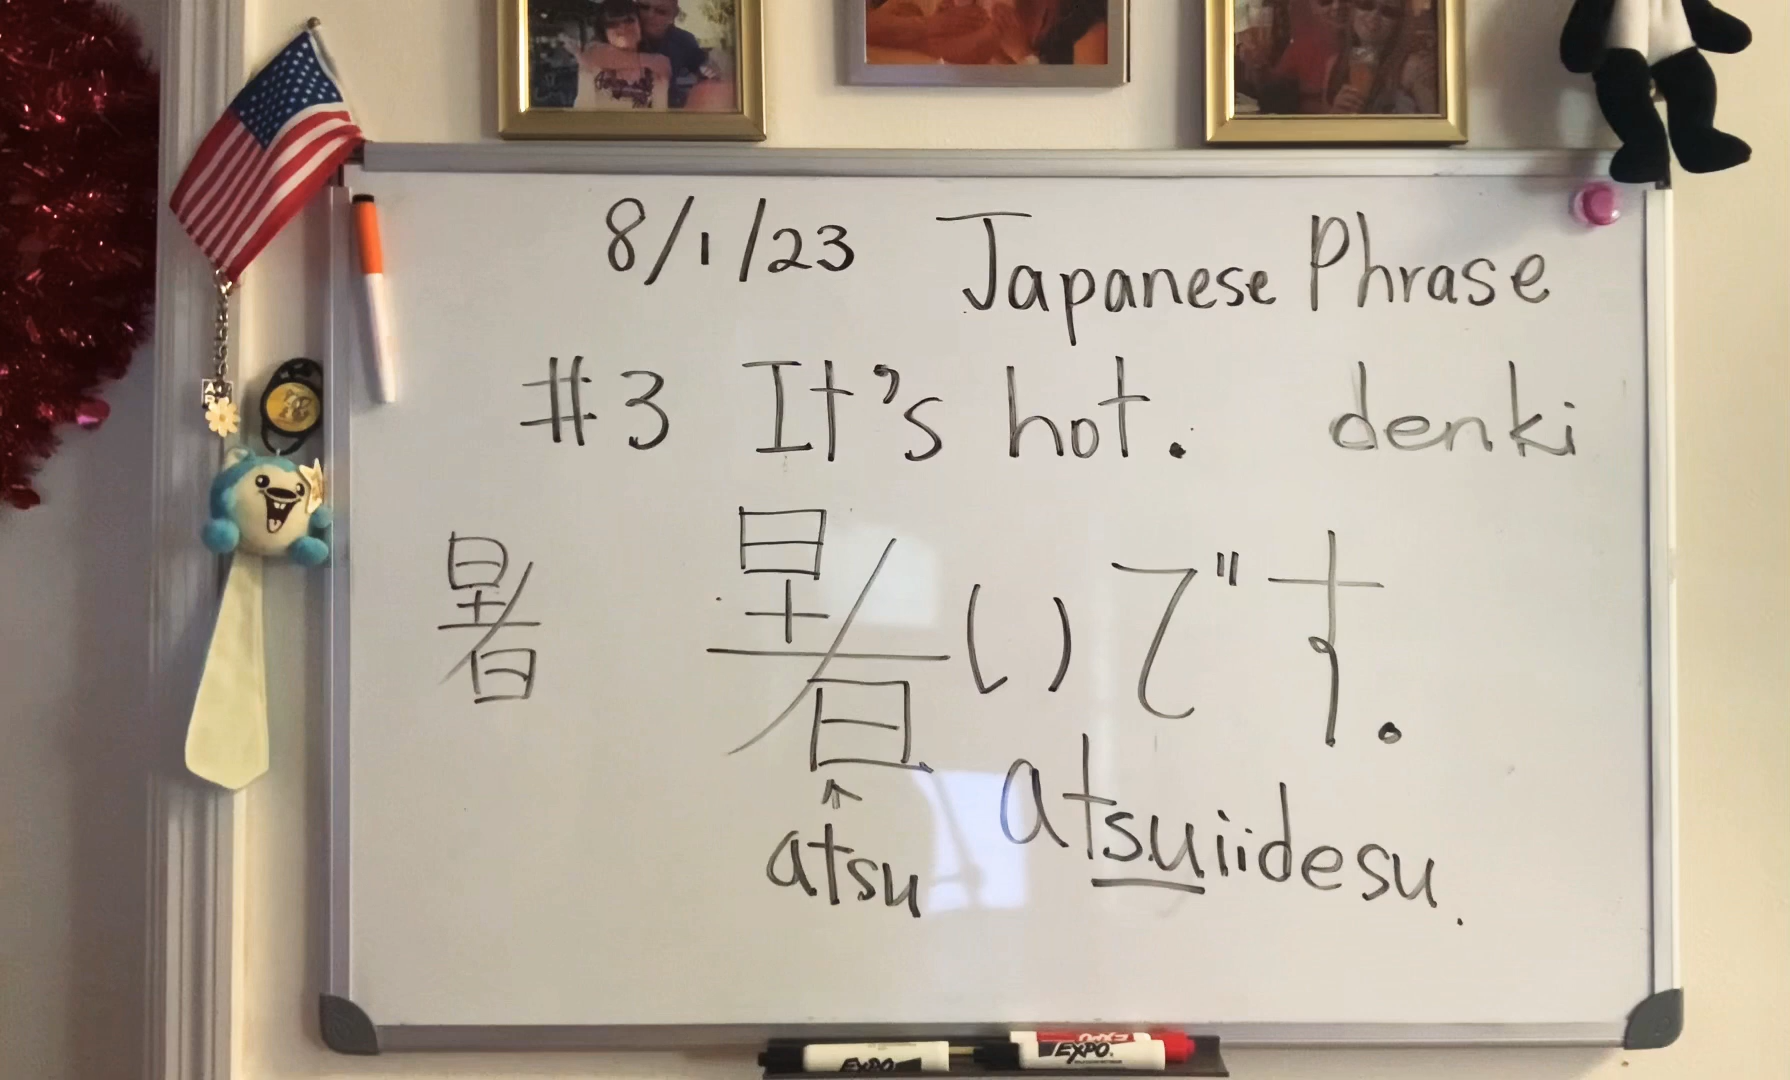 8/1/23 Japanese Phrase
#3 It's hot. denki
暑 暑いです.
↑
atsu
atsuiidesu.
EXPO
EXPO